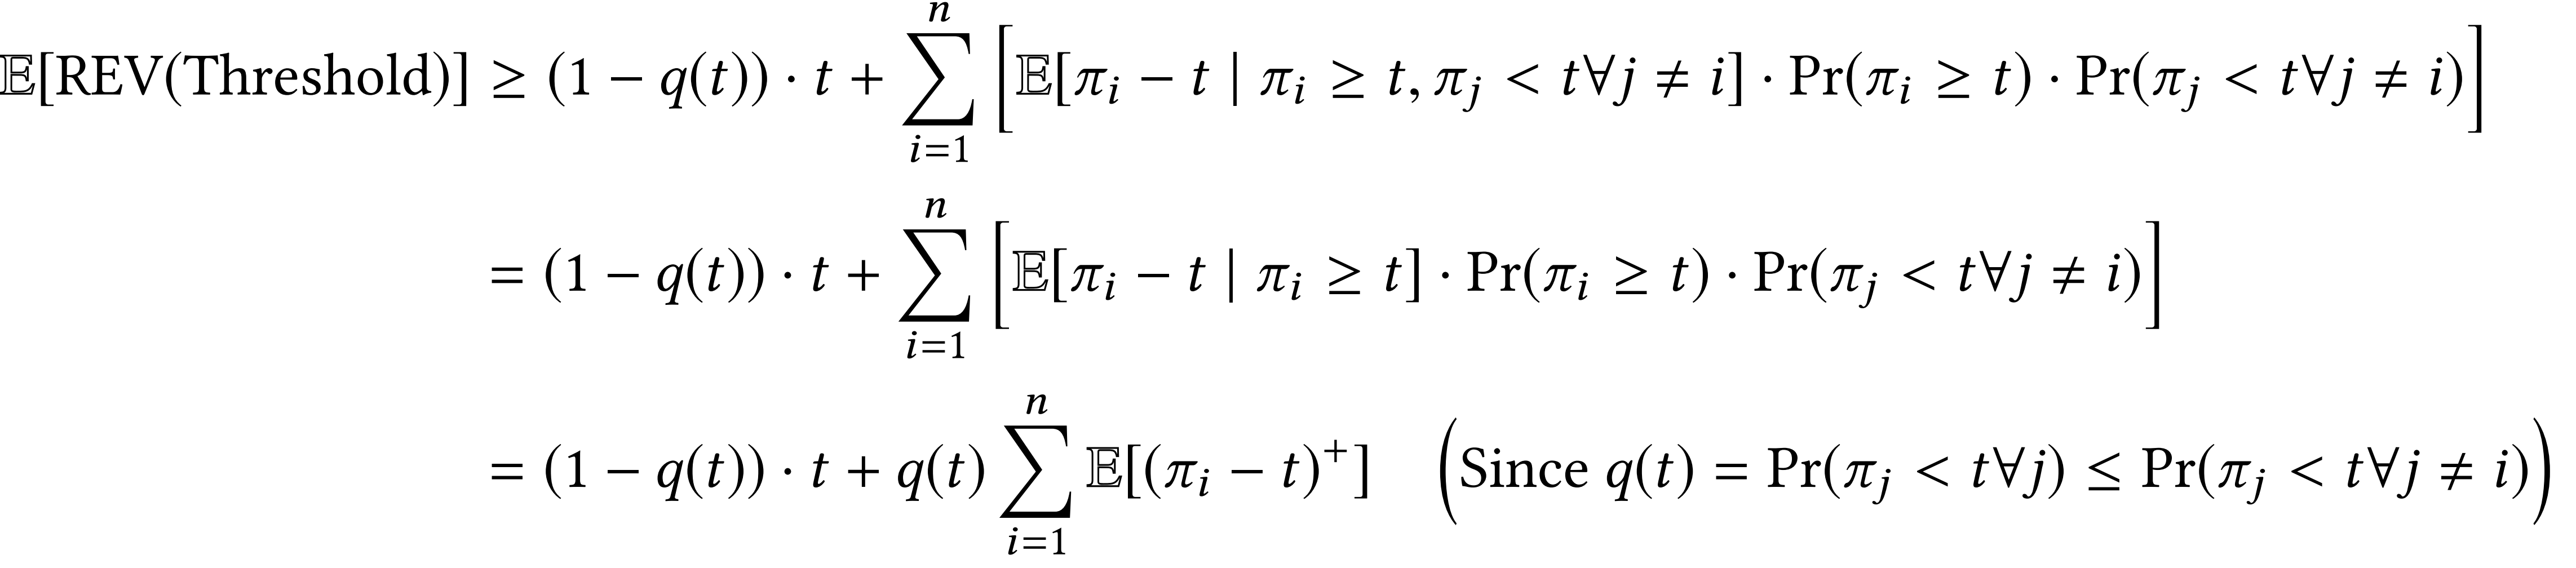 𝔼[REV(Threshold)] ≥ (1 − q(t)) · t + ∑_{i=1}^{n} [𝔼[π_i − t | π_i ≥ t, π_j < t∀j ≠ i] · Pr(π_i ≥ t) · Pr(π_j < t∀j ≠ i)]
= (1 − q(t)) · t + ∑_{i=1}^{n} [𝔼[π_i − t | π_i ≥ t] · Pr(π_i ≥ t) · Pr(π_j < t∀j ≠ i)]
= (1 − q(t)) · t + q(t) ∑_{i=1}^{n} 𝔼[(π_i − t)^+] (Since q(t) = Pr(π_j < t∀j) ≤ Pr(π_j < t∀j ≠ i))